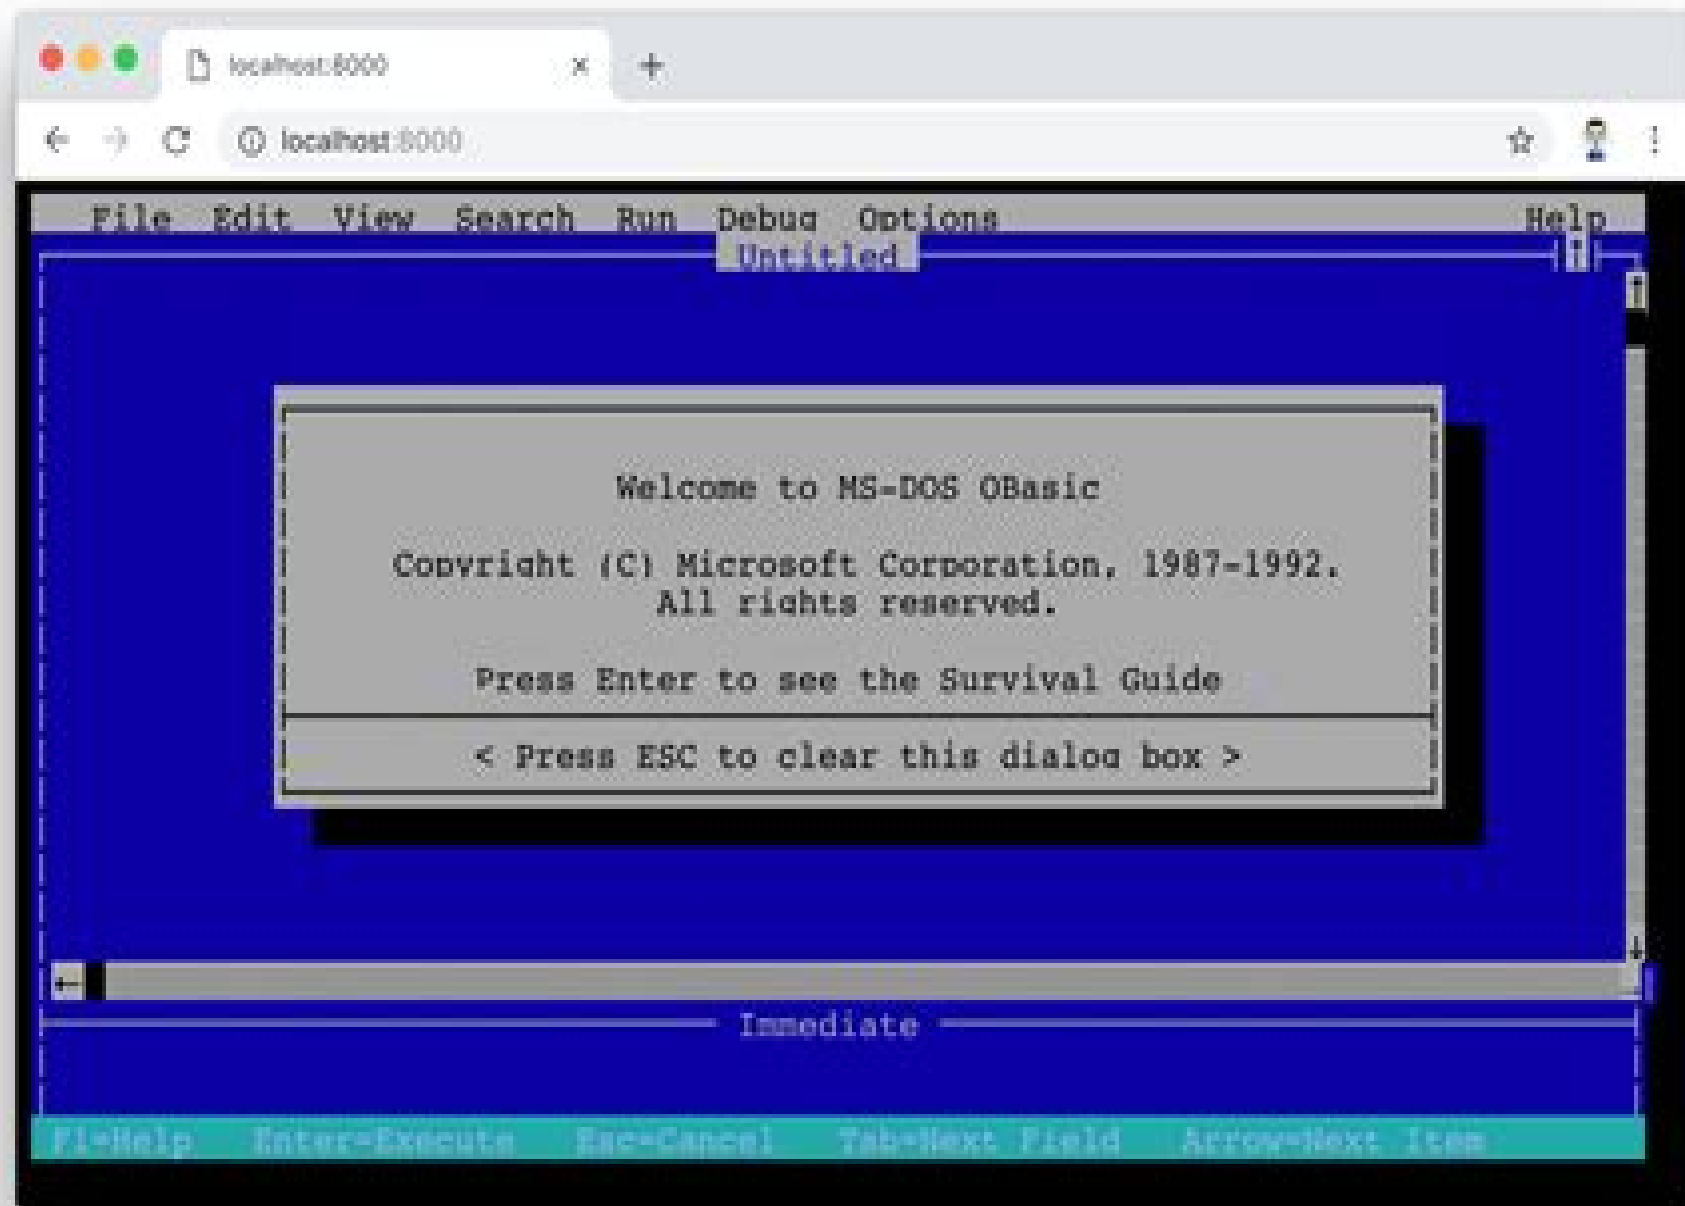 localhost:8000
localhost:8000
File Edit View Search Run Debug Options Help
Untitled
Welcome to MS-DOS QBasic
Copyright (C) Microsoft Corporation, 1987-1992.
All rights reserved.
Press Enter to see the Survival Guide
< Press ESC to clear this dialog box >
Immediate
F1=Help Enter=Execute Esc=Cancel Tab=Next Field Arrow=Next Item